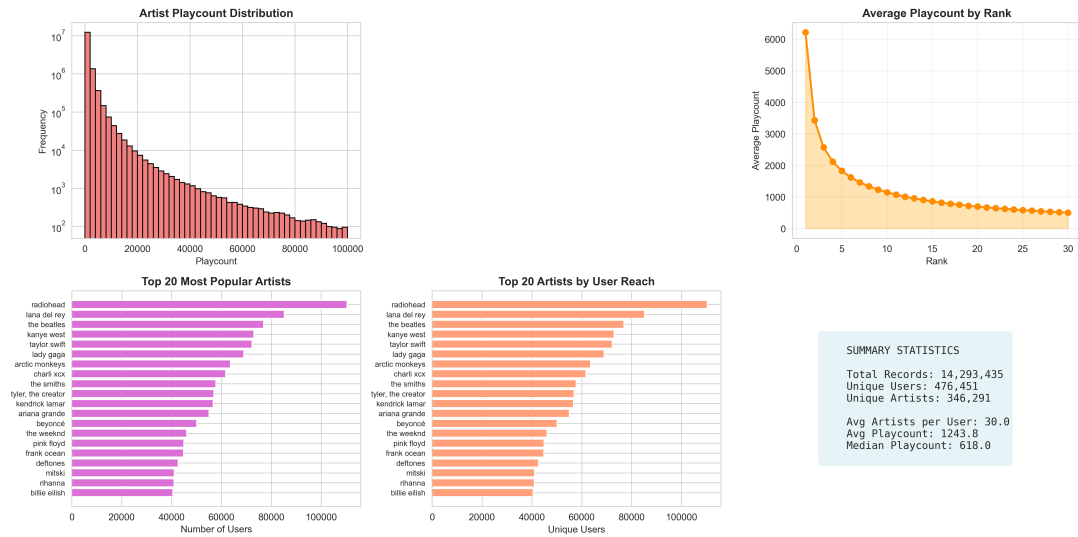 Artist Playcount Distribution
10^7
10^6
10^5
10^4
10^3
10^2
Frequency
0 20000 40000 60000 80000 100000
Playcount
Average Playcount by Rank
6000
5000
4000
3000
2000
1000
0
Average Playcount
0 5 10 15 20 25 30
Rank
Top 20 Most Popular Artists
radiohead
lana del rey
the beatles
kanye west
taylor swift
lady gaga
arctic monkeys
charli xcx
the smiths
tyler, the creator
kendrick lamar
ariana grande
beyoncé
the weeknd
pink floyd
frank ocean
deftones
mitski
rihanna
billie eilish
0 20000 40000 60000 80000 100000
Number of Users
Top 20 Artists by User Reach
radiohead
lana del rey
the beatles
kanye west
taylor swift
lady gaga
arctic monkeys
charli xcx
the smiths
tyler, the creator
kendrick lamar
ariana grande
beyoncé
the weeknd
pink floyd
frank ocean
deftones
mitski
rihanna
billie eilish
0 20000 40000 60000 80000 100000
Unique Users
SUMMARY STATISTICS
Total Records: 14,293,435
Unique Users: 476,451
Unique Artists: 346,291
Avg Artists per User: 30.0
Avg Playcount: 1243.8
Median Playcount: 618.0